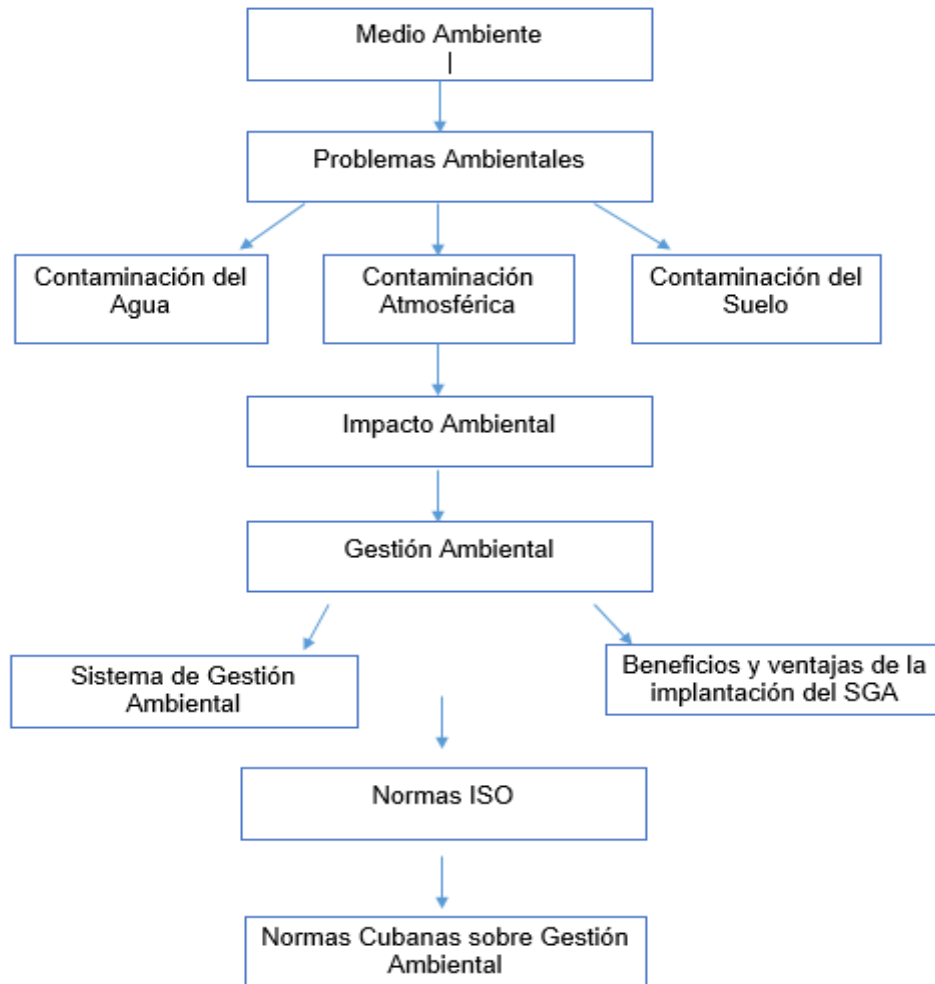 Medio Ambiente
Problemas Ambientales
Contaminación del
Agua
Contaminación
Atmosférica
Contaminación del
Suelo
Impacto Ambiental
Gestión Ambiental
Sistema de Gestión
Ambiental
Beneficios y ventajas de la
implantación del SGA
Normas ISO
Normas Cubanas sobre Gestión
Ambiental